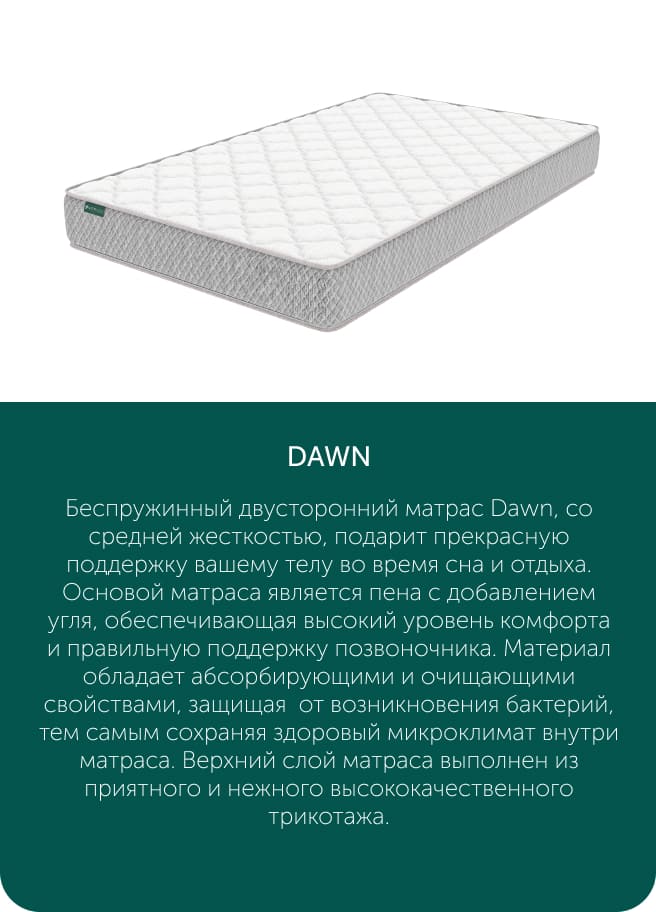 DAWN
Беспружинный двусторонний матрас Dawn, со
средней жесткостью, подарит прекрасную
поддержку вашему телу во время сна и отдыха.
Основой матраса является пена с добавлением
угля, обеспечивающая высокий уровень комфорта
и правильную поддержку позвоночника. Материал
обладает абсорбирующими и очищающими
свойствами, защищая  от возникновения бактерий,
тем самым сохраняя здоровый микроклимат внутри
матраса. Верхний слой матраса выполнен из
приятного и нежного высококачественного
трикотажа.